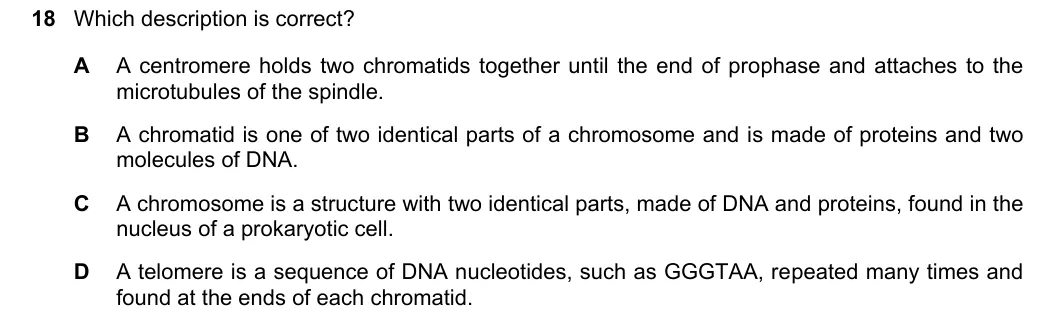 18 Which description is correct?
A A centromere holds two chromatids together until the end of prophase and attaches to the
microtubules of the spindle.
B A chromatid is one of two identical parts of a chromosome and is made of proteins and two
molecules of DNA.
C A chromosome is a structure with two identical parts, made of DNA and proteins, found in the
nucleus of a prokaryotic cell.
D A telomere is a sequence of DNA nucleotides, such as GGGTAA, repeated many times and
found at the ends of each chromatid.